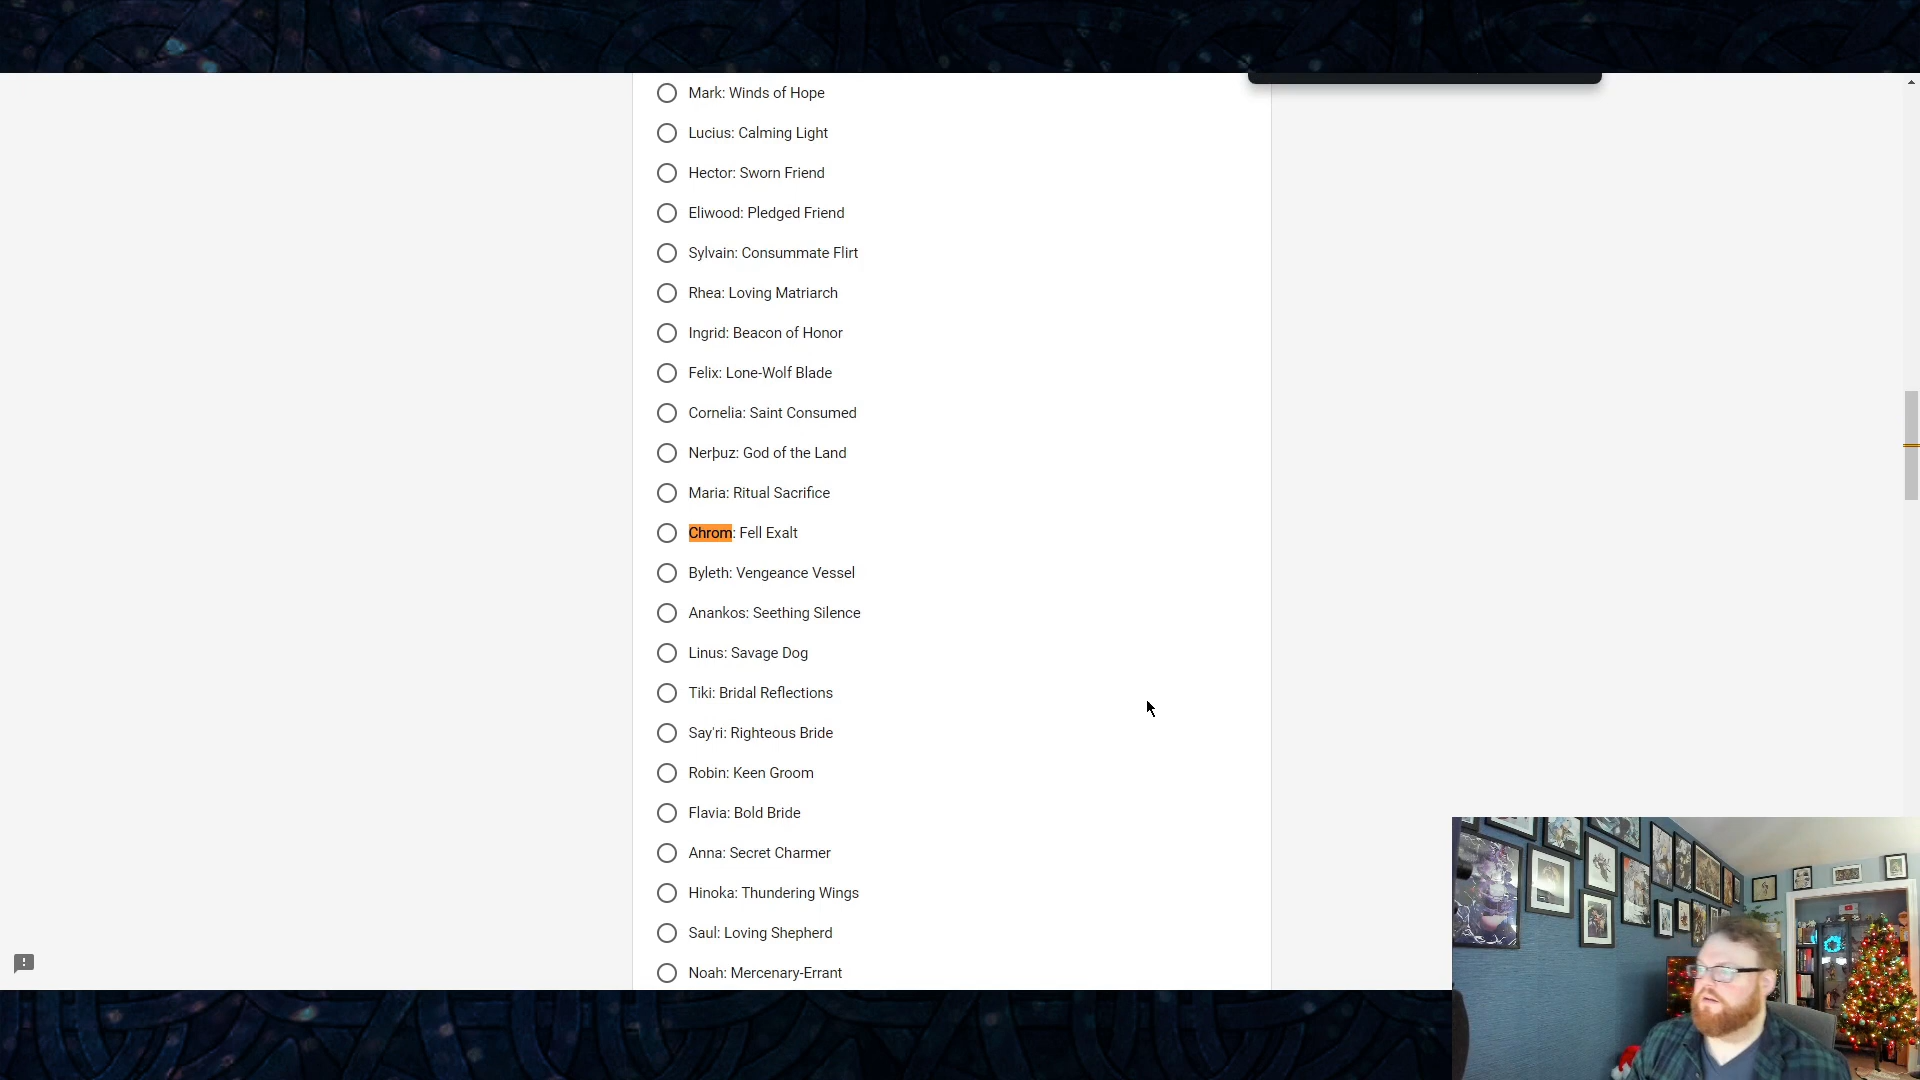 Mark: Winds of Hope
Lucius: Calming Light
Hector: Sworn Friend
Eliwood: Pledged Friend
Sylvain: Consummate Flirt
Rhea: Loving Matriarch
Ingrid: Beacon of Honor
Felix: Lone-Wolf Blade
Cornelia: Saint Consumed
Nerþuz: God of the Land
Maria: Ritual Sacrifice
Chrom: Fell Exalt
Byleth: Vengeance Vessel
Anankos: Seething Silence
Linus: Savage Dog
Tiki: Bridal Reflections
Say'ri: Righteous Bride
Robin: Keen Groom
Flavia: Bold Bride
Anna: Secret Charmer
Hinoka: Thundering Wings
Saul: Loving Shepherd
Noah: Mercenary-Errant